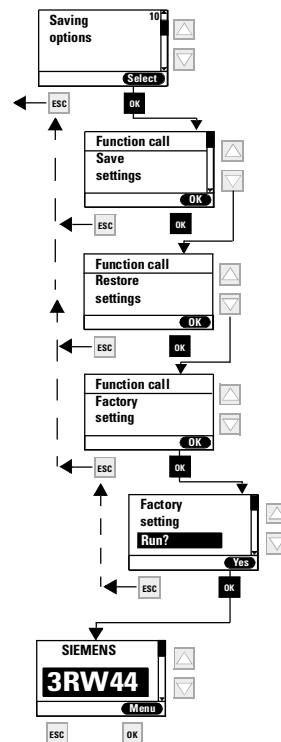 Saving
10
options
Select
ESC
OK
Function call
Save
settings
OK
ESC
OK
Function call
Restore
settings
OK
ESC
OK
Function call
Factory
setting
OK
ESC
OK
Factory
setting
Run?
Yes
ESC
OK
SIEMENS
3RW44
Menu
ESC
OK